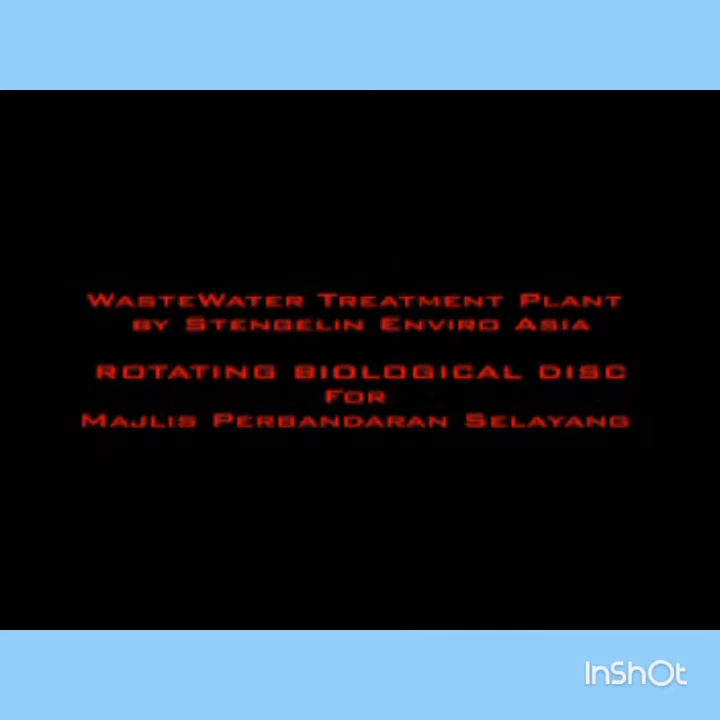 WasteWater Treatment Plant
by Stengelin Enviro Asia
ROTATING BIOLOGICAL DISC
For
Majlis Perbandaran Selayang
InShOt